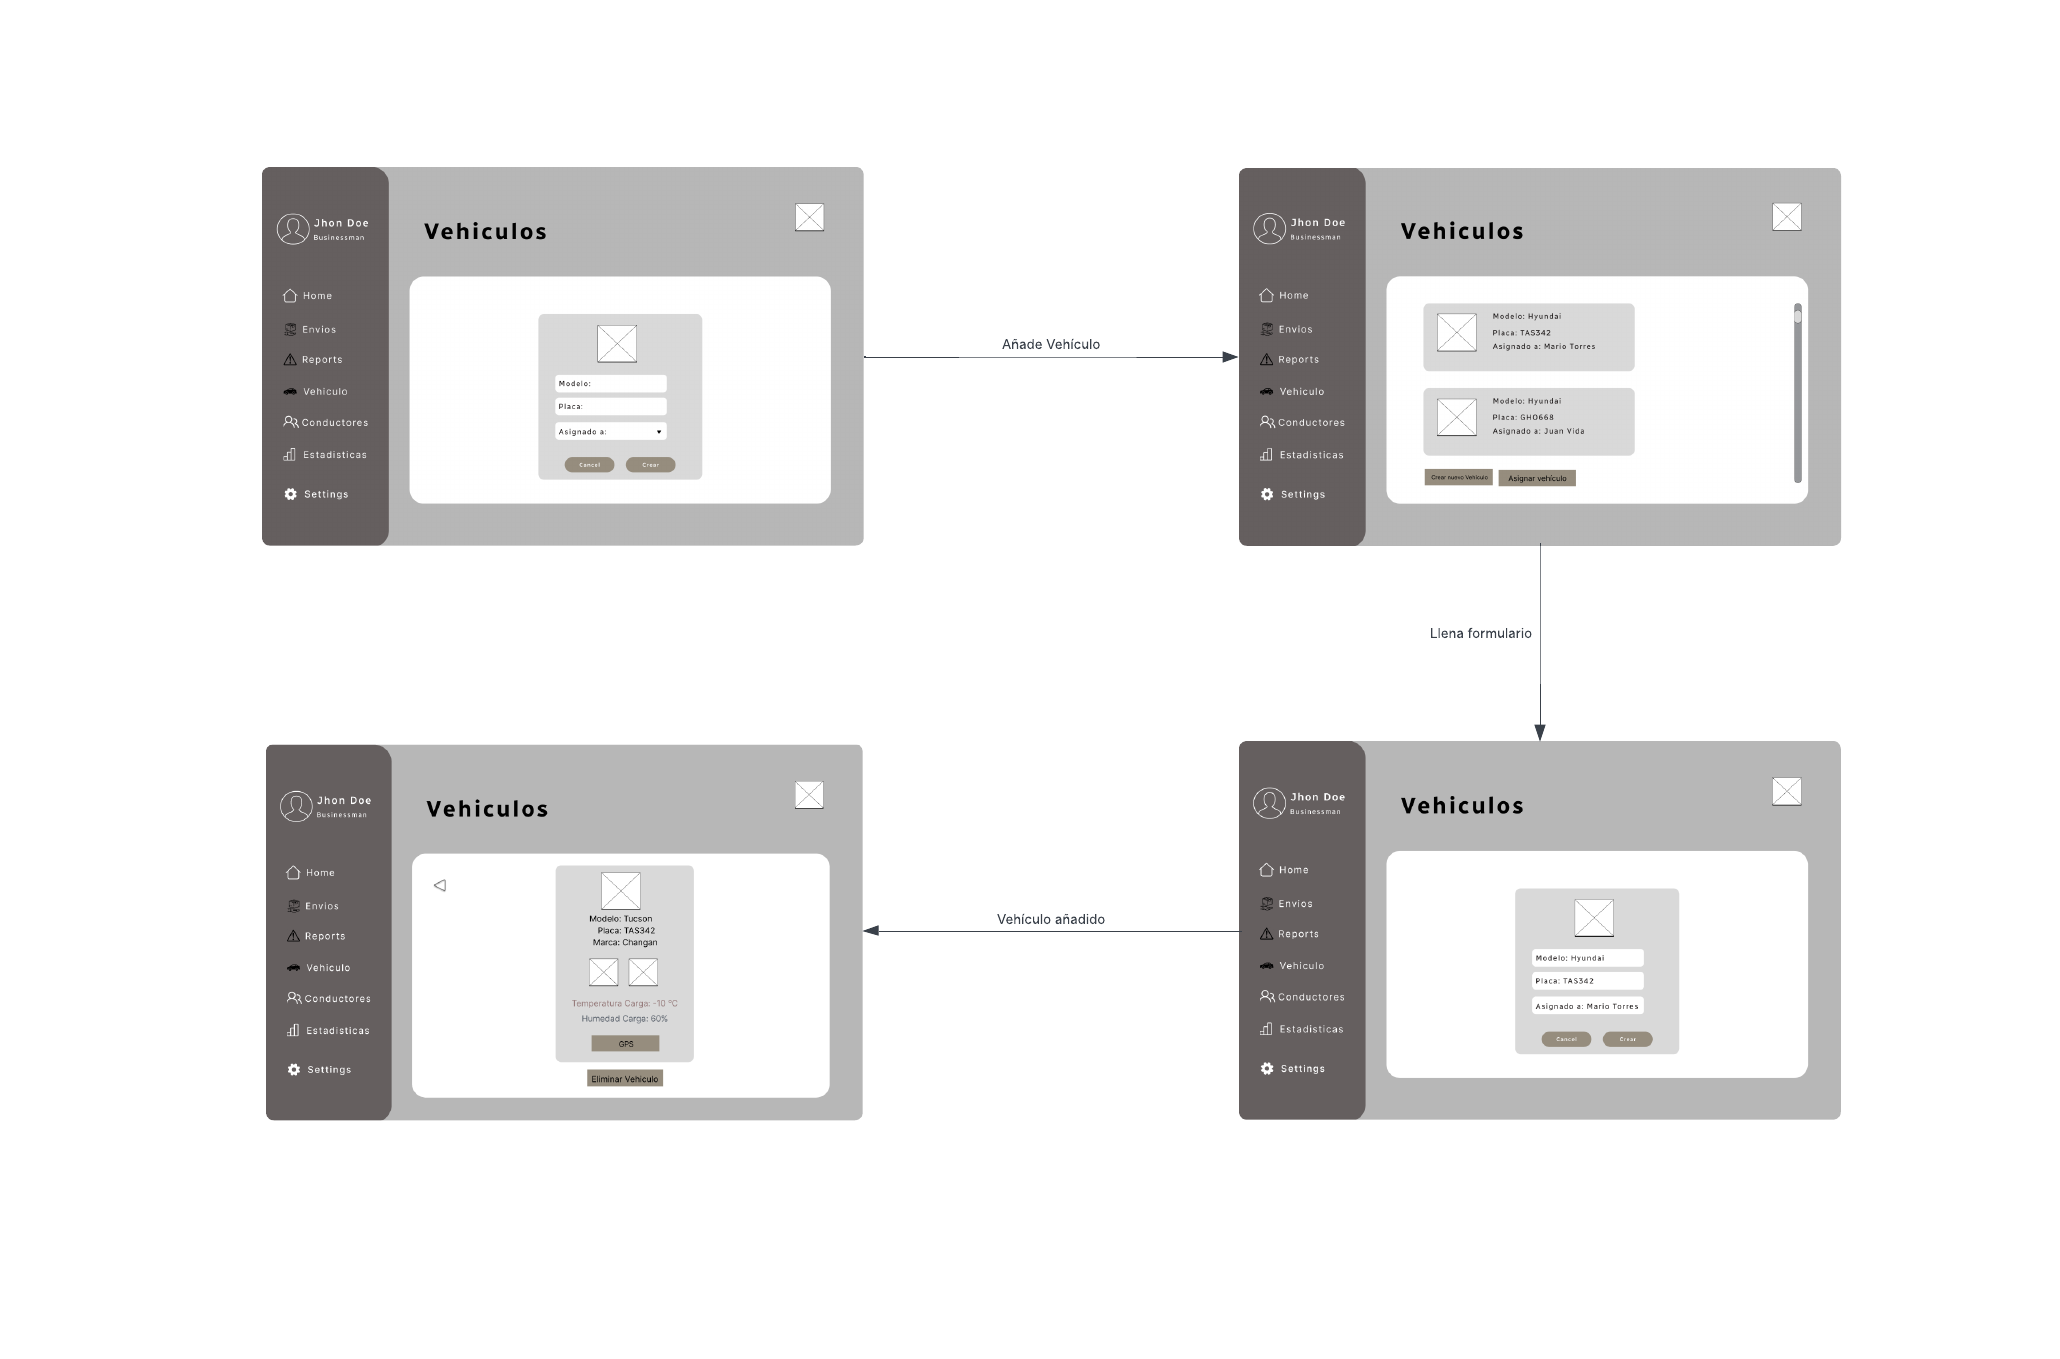 Jhon Doe
Businessman
Home
Envios
Reports
Vehiculo
Conductores
Estadisticas
Settings
Vehiculos
Modelo:
Placa:
Asignado a:
Cancel
Crear
Añade Vehículo
Jhon Doe
Businessman
Home
Envios
Reports
Vehiculo
Conductores
Estadisticas
Settings
Vehiculos
Modelo: Hyundai
Placa: TAS342
Asignado a: Mario Torres
Modelo: Hyundai
Placa: GHO668
Asignado a: Juan Vida
Crear nuevo Vehiculo
Asignar vehículo
Llena formulario
Jhon Doe
Businessman
Home
Envios
Reports
Vehiculo
Conductores
Estadisticas
Settings
Vehiculos
Modelo: Hyundai
Placa: TAS342
Asignado a: Mario Torres
Cancel
Crear
Vehículo añadido
Jhon Doe
Businessman
Home
Envios
Reports
Vehiculo
Conductores
Estadisticas
Settings
Vehiculos
Modelo: Tucson
Placa: TAS342
Marca: Changan
Temperatura Carga: -10 °C
Humedad Carga: 60%
GPS
Eliminar Vehiculo